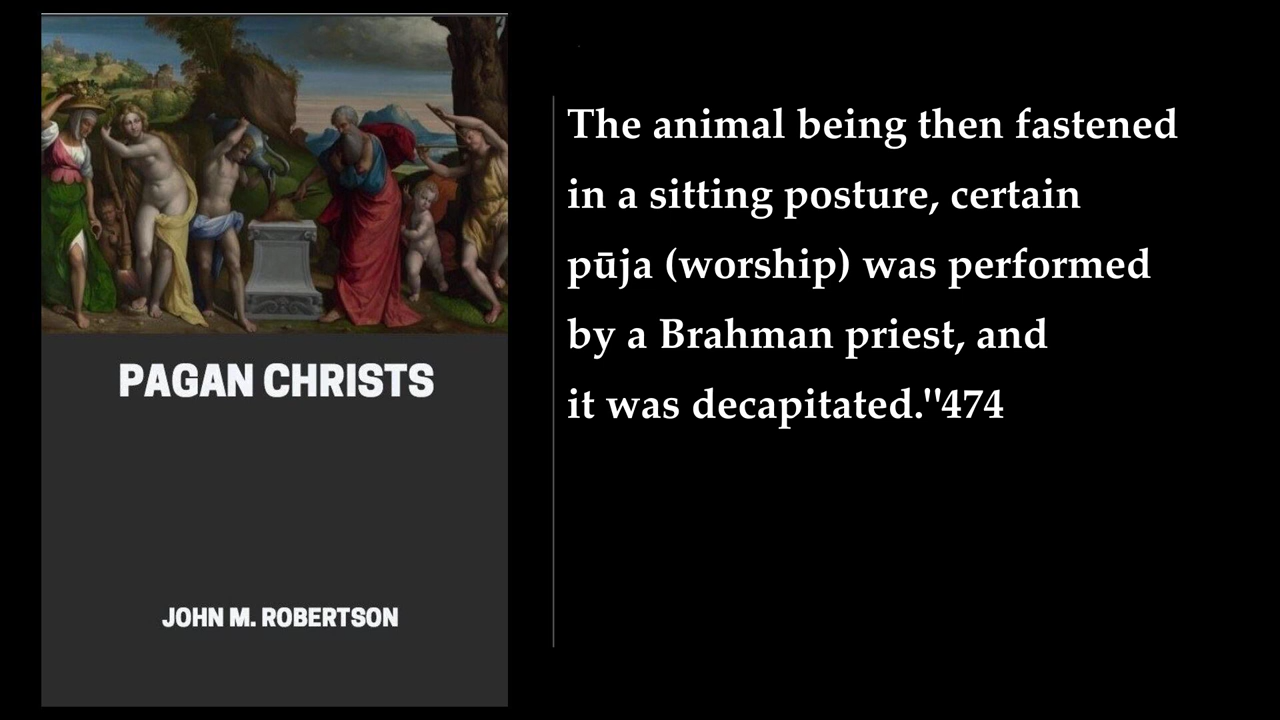 PAGAN CHRISTS
JOHN M. ROBERTSON
The animal being then fastened
in a sitting posture, certain
pūja (worship) was performed
by a Brahman priest, and
it was decapitated."474